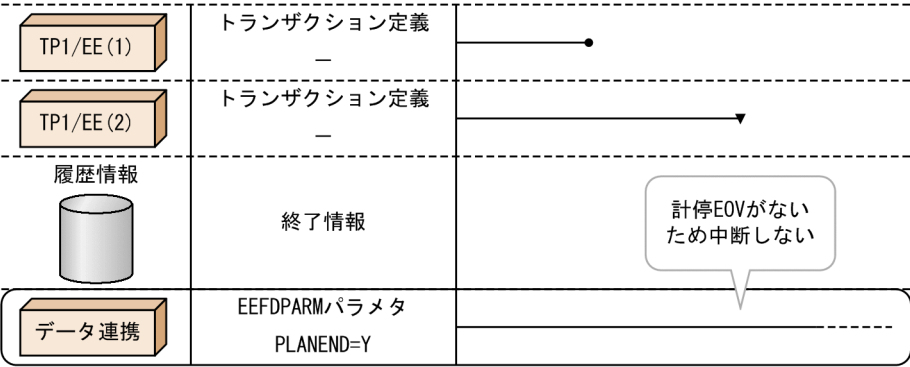 TP1/EE(1)
トランザクション定義
－
TP1/EE(2)
トランザクション定義
－
履歴情報
終了情報
計停EOVがない
ため中断しない
データ連携
EEFDPARMパラメタ
PLANEND=Y